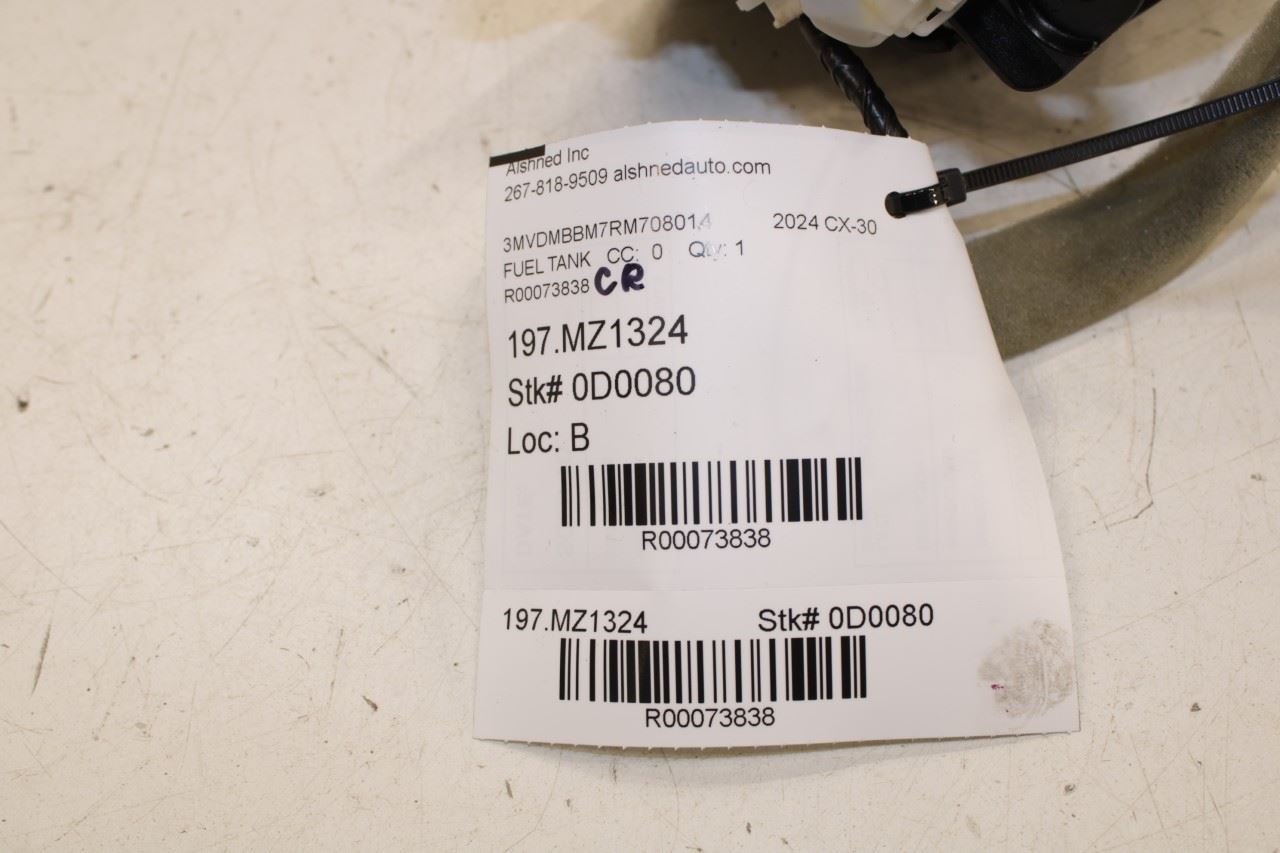 Alshned Inc
267-818-9509 alshnedauto.com
3MVDMBBM7RM708014 2024 CX-30
FUEL TANK CC: 0 Qty: 1
R00073838 CR
197.MZ1324
Stk# 0D0080
Loc: B
R00073838
197.MZ1324 Stk# 0D0080
R00073838